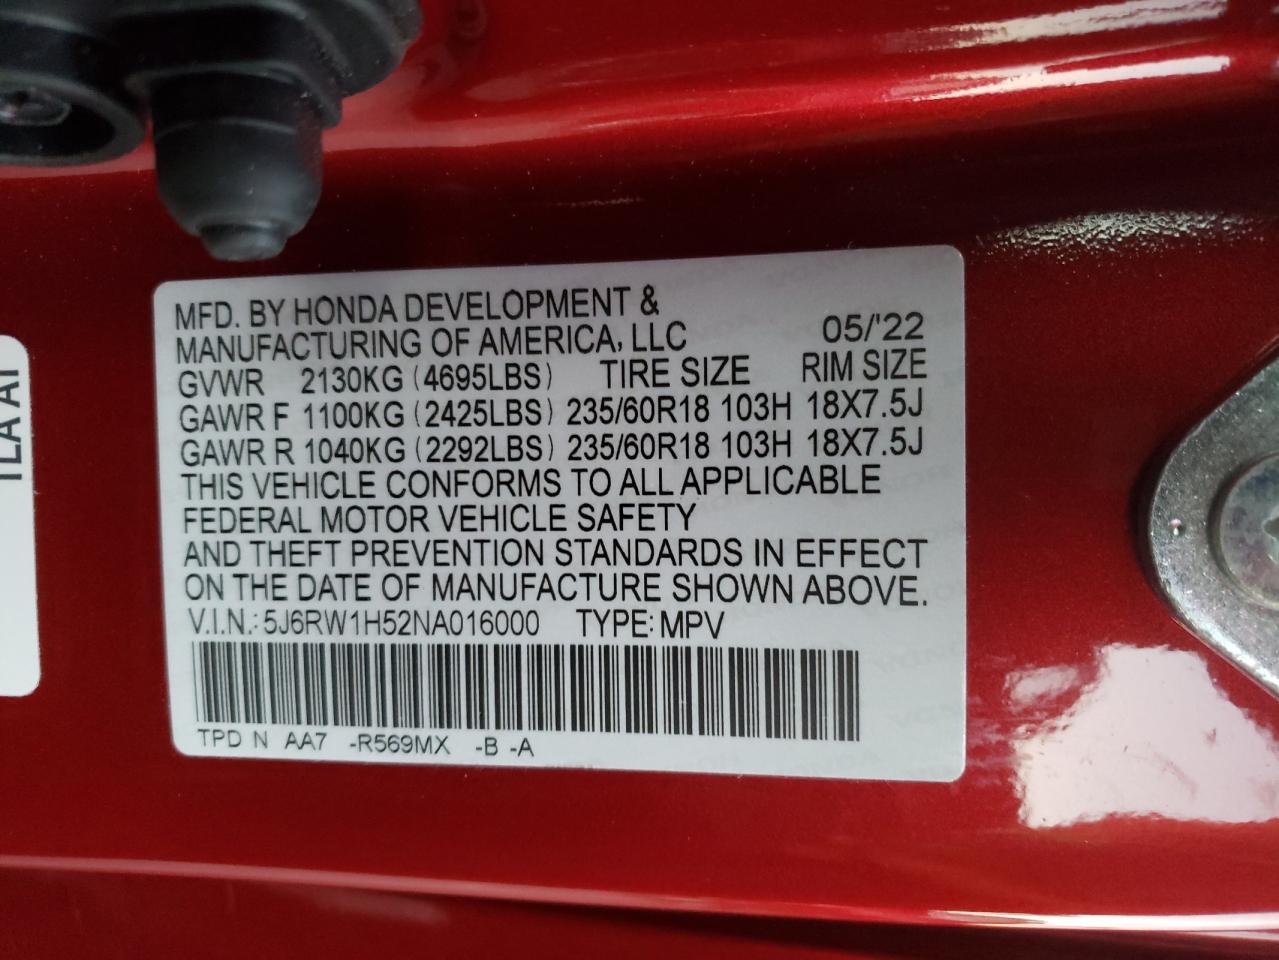 MFD. BY HONDA DEVELOPMENT &
MANUFACTURING OF AMERICA, LLC 05/'22
GVWR 2130KG (4695LBS) TIRE SIZE RIM SIZE
GAWR F 1100KG (2425LBS) 235/60R18 103H 18X7.5J
GAWR R 1040KG (2292LBS) 235/60R18 103H 18X7.5J
THIS VEHICLE CONFORMS TO ALL APPLICABLE
FEDERAL MOTOR VEHICLE SAFETY
AND THEFT PREVENTION STANDARDS IN EFFECT
ON THE DATE OF MANUFACTURE SHOWN ABOVE.
V.I.N.: 5J6RW1H52NA016000 TYPE: MPV
TPD N AA7 -R569MX -B -A